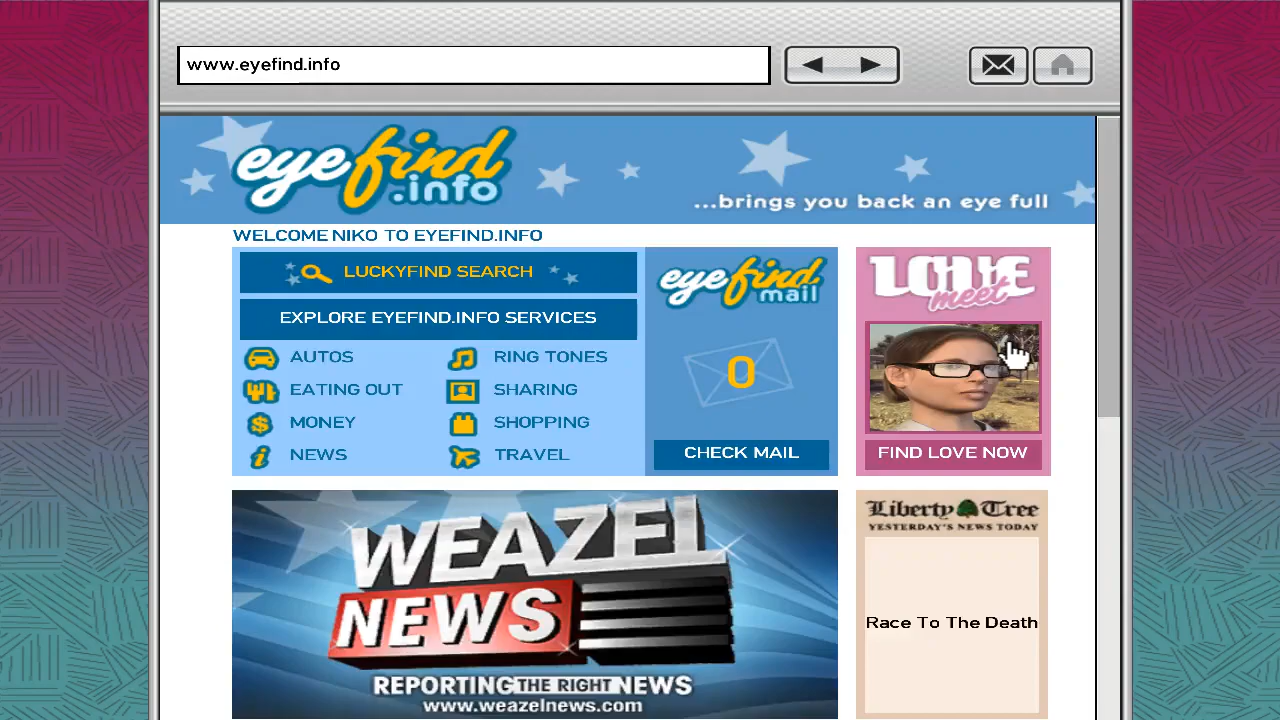 www.eyefind.info
eyefind
.info
...brings you back an eye full
WELCOME NIKO TO EYEFIND.INFO
LUCKYFIND SEARCH
EXPLORE EYEFIND.INFO SERVICES
AUTOS
RING TONES
EATING OUT
SHARING
MONEY
SHOPPING
NEWS
TRAVEL
eyefind
mail
0
CHECK MAIL
LOVE
meet
FIND LOVE NOW
WEAZEL
NEWS
REPORTING THE RIGHT NEWS
www.weazelnews.com
Liberty Tree
YESTERDAY'S NEWS TODAY
Race To The Death